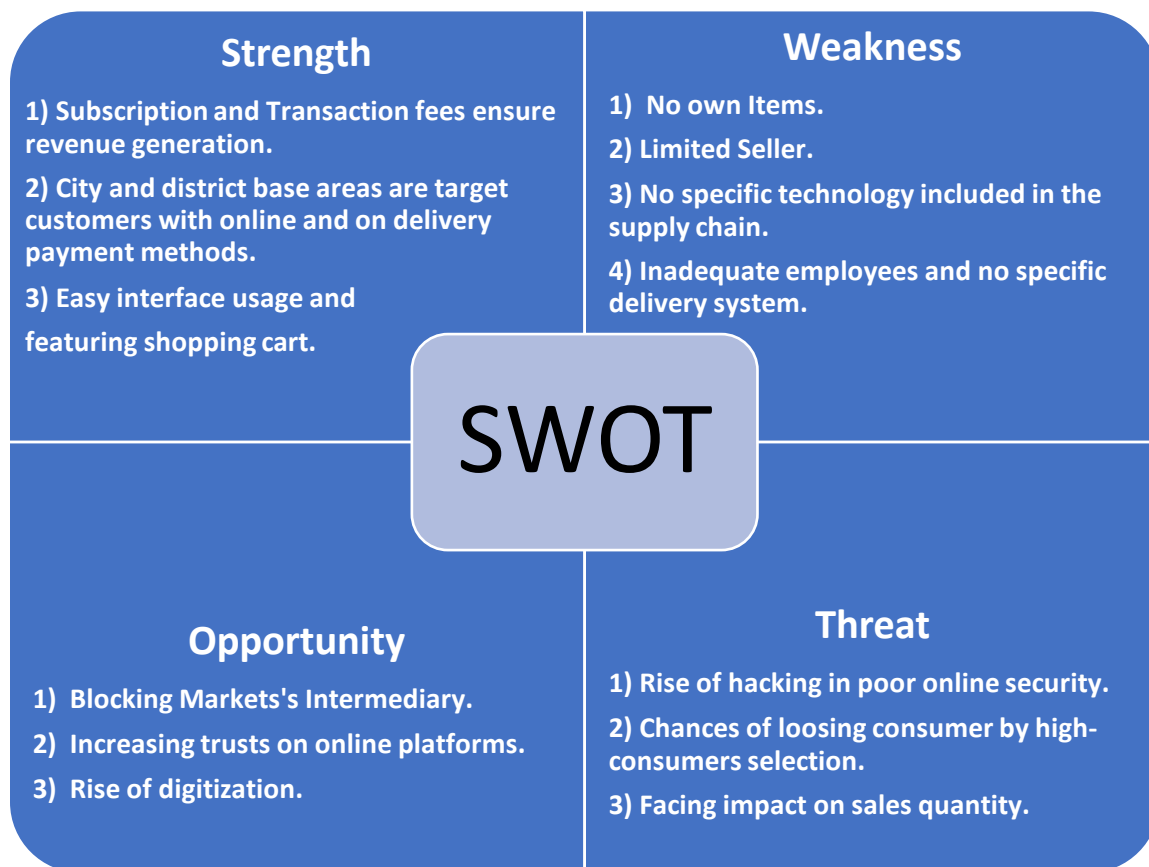 Strength
1) Subscription and Transaction fees ensure
revenue generation.
2) City and district base areas are target
customers with online and on delivery
payment methods.
3) Easy interface usage and
featuring shopping cart.
Weakness
1) No own Items.
2) Limited Seller.
3) No specific technology included in the
supply chain.
4) Inadequate employees and no specific
delivery system.
SWOT
Opportunity
1) Blocking Markets's Intermediary.
2) Increasing trusts on online platforms.
3) Rise of digitization.
Threat
1) Rise of hacking in poor online security.
2) Chances of loosing consumer by high-
consumers selection.
3) Facing impact on sales quantity.